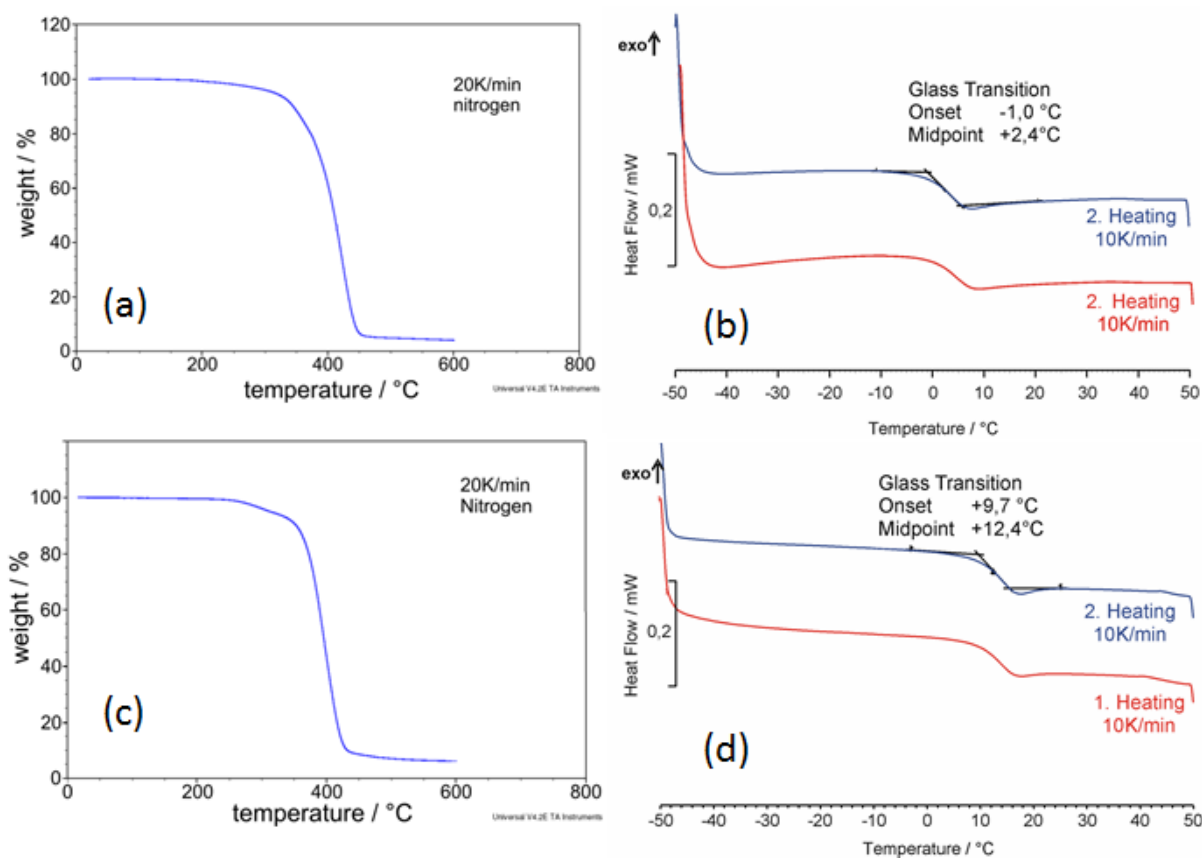 120
100
80
60
40
20
0
weight / %
20K/min
nitrogen
(a)
0 200 400 600 800
temperature / °C
Universal V4.2E TA Instruments
exo
Glass Transition
Onset -1,0 °C
Midpoint +2,4°C
Heat Flow / mW
0,2
2. Heating
10K/min
2. Heating
10K/min
(b)
-50 -40 -30 -20 -10 0 10 20 30 40 50
Temperature / °C
100
80
60
40
20
0
weight / %
20K/min
Nitrogen
(c)
0 200 400 600 800
temperature / °C
Universal V4.2E TA Instruments
exo
Glass Transition
Onset +9,7 °C
Midpoint +12,4°C
Heat Flow / mW
0,2
2. Heating
10K/min
1. Heating
10K/min
(d)
-50 -40 -30 -20 -10 0 10 20 30 40 50
Temperature / °C